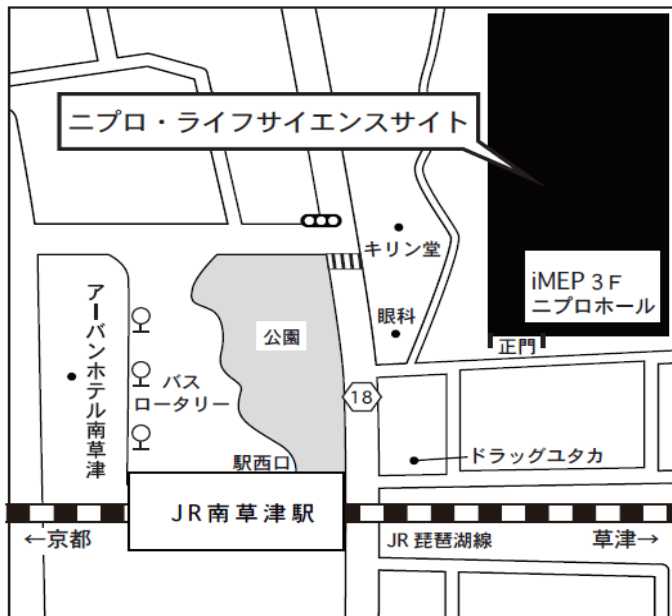 ニプロ・ライフサイエンスサイト
キリン堂
iMEP 3F
ニプロホール
眼科
正門
アーバンホテル南草津
公園
バス
ロータリー
18
駅西口
ドラッグユタカ
JR南草津駅
←京都
JR 琵琶湖線
草津→